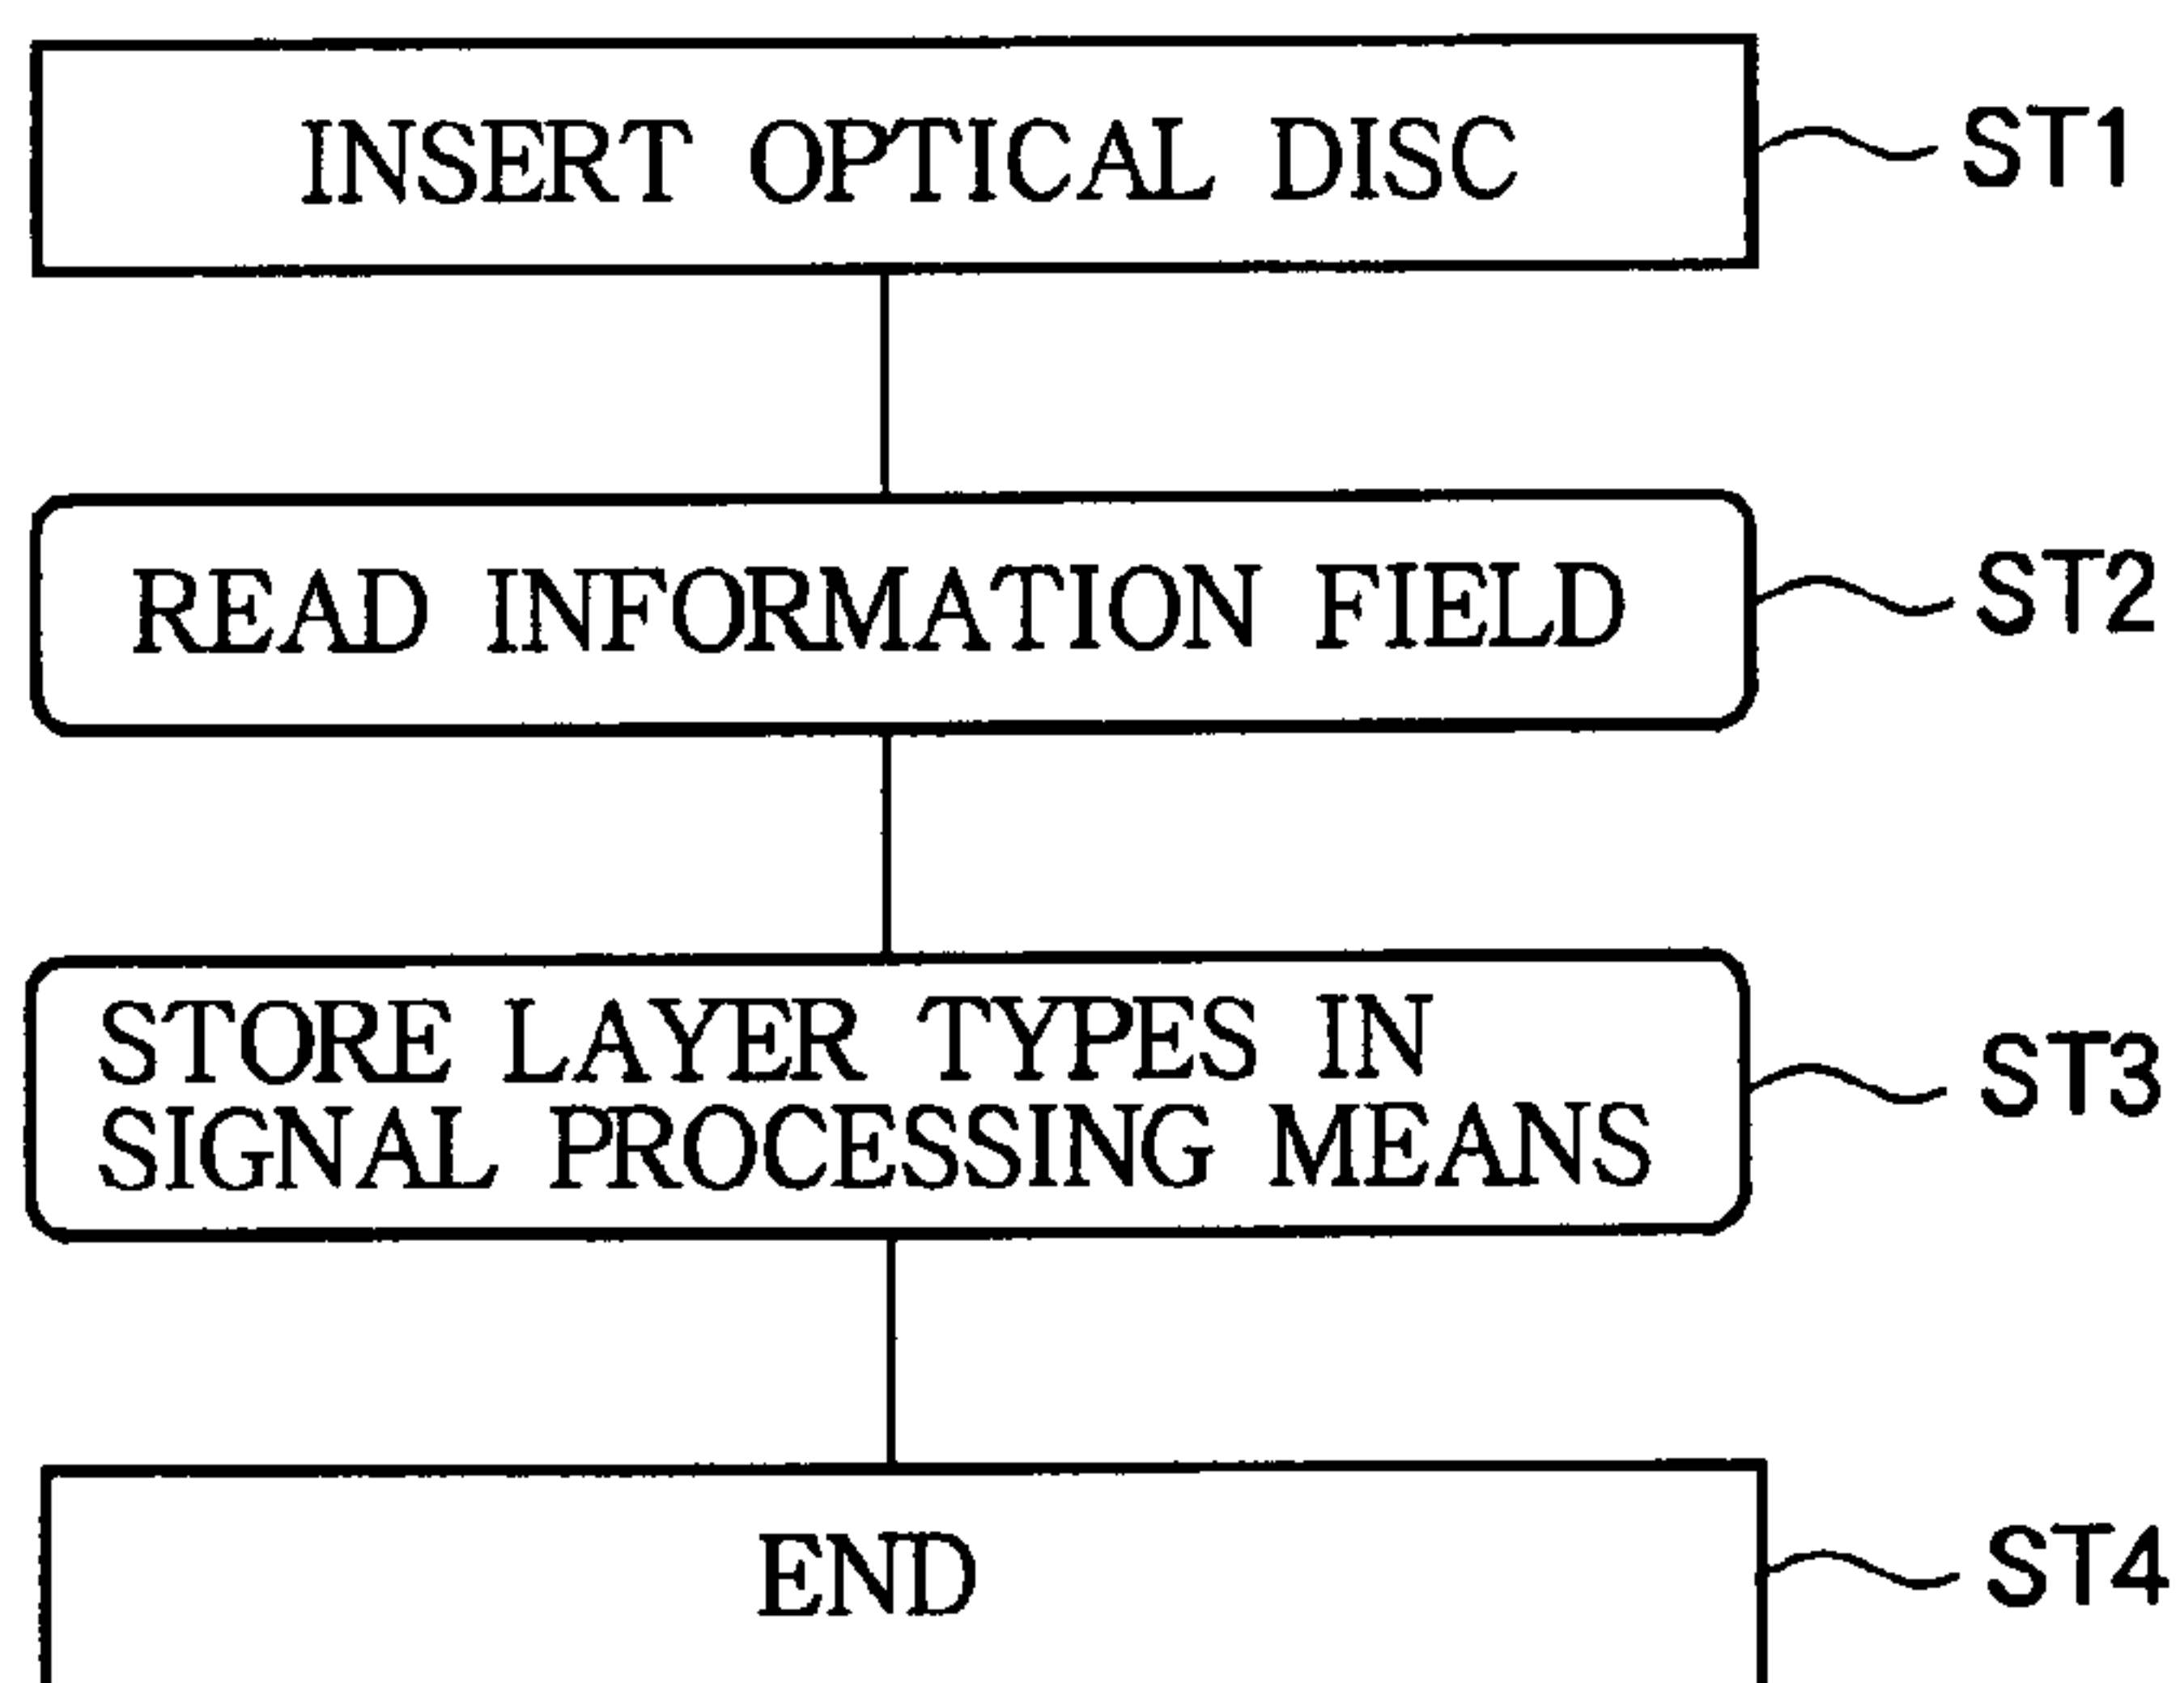 INSERT OPTICAL DISC
ST1
READ INFORMATION FIELD
ST2
STORE LAYER TYPES IN
SIGNAL PROCESSING MEANS
ST3
END
ST4